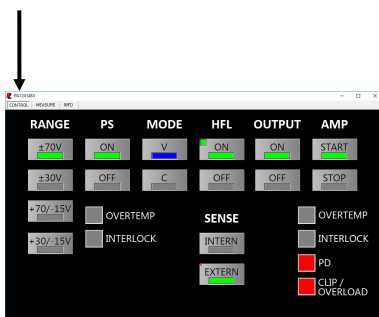 RA1241484
CONTROL MEASURE INFO
RANGE PS MODE HFL OUTPUT AMP
±70V ON V ON ON START
±30V OFF C OFF OFF STOP
+70/-15V OVERTEMP SENSE OVERTEMP
+30/-15V INTERLOCK INTERN INTERLOCK
EXTERN PD
CLIP /
OVERLOAD